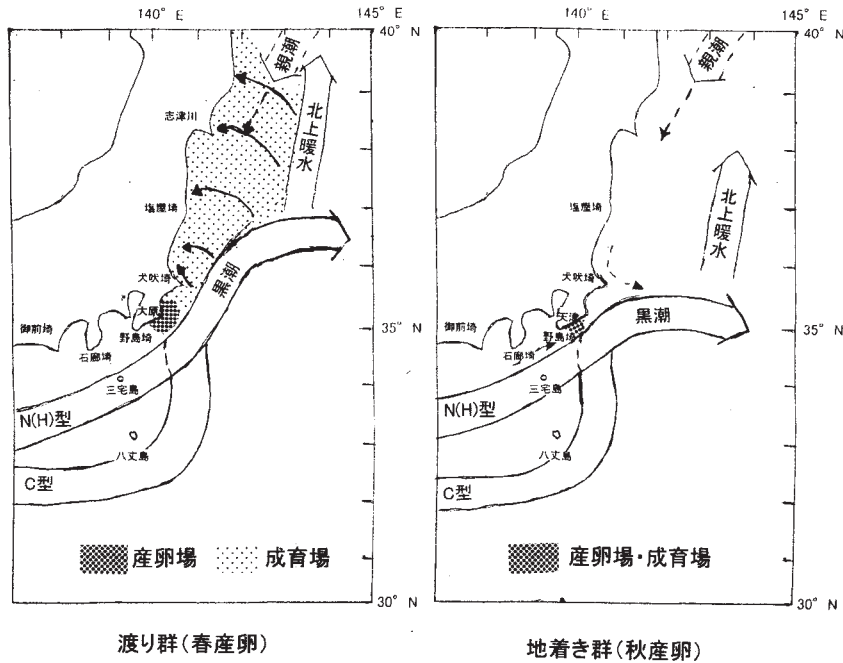 140° E
145° E
40° N
親潮
北上暖水
志津川
塩屋埼
犬吠埼
黒潮
大原
御前埼
野島埼
35° N
石廊埼
三宅島
N(H)型
八丈島
C型
産卵場
成育場
30° N
渡り群(春産卵)
140° E
145° E
40° N
親潮
北上暖水
塩屋埼
犬吠埼
天津
黒潮
御前埼
野島埼
35° N
石廊埼
三宅島
N(H)型
八丈島
C型
産卵場・成育場
30° N
地着き群(秋産卵)